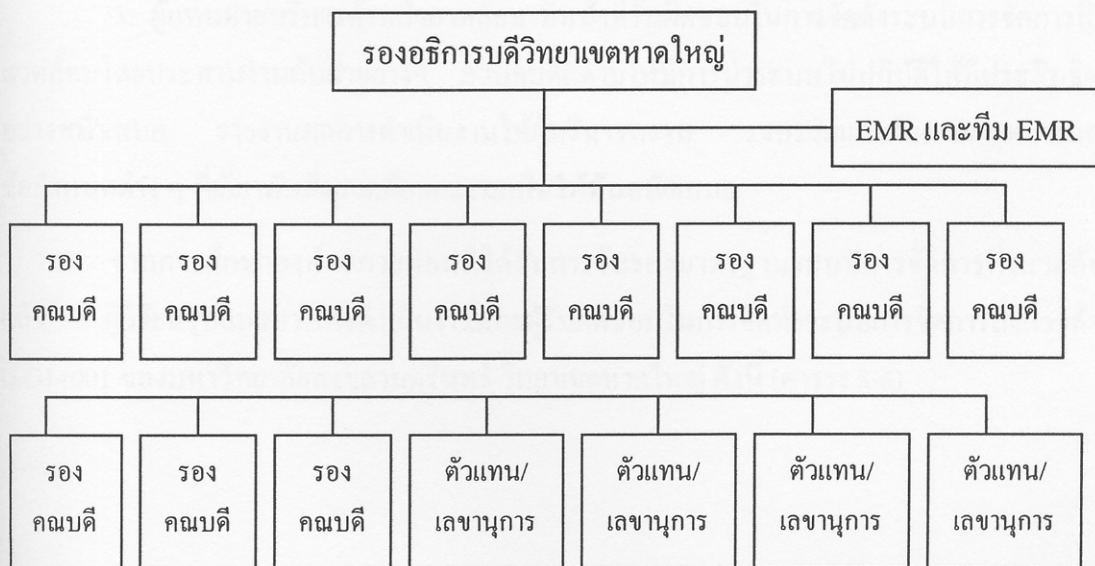 รองอธิการบดีวิทยาเขตหาดใหญ่
EMR และทีม EMR
รอง รอง รอง รอง รอง รอง รอง รอง
คณบดี คณบดี คณบดี คณบดี คณบดี คณบดี คณบดี คณบดี
รอง รอง รอง ตัวแทน/ ตัวแทน/ ตัวแทน/ ตัวแทน/
คณบดี คณบดี คณบดี เลขานุการ เลขานุการ เลขานุการ เลขานุการ